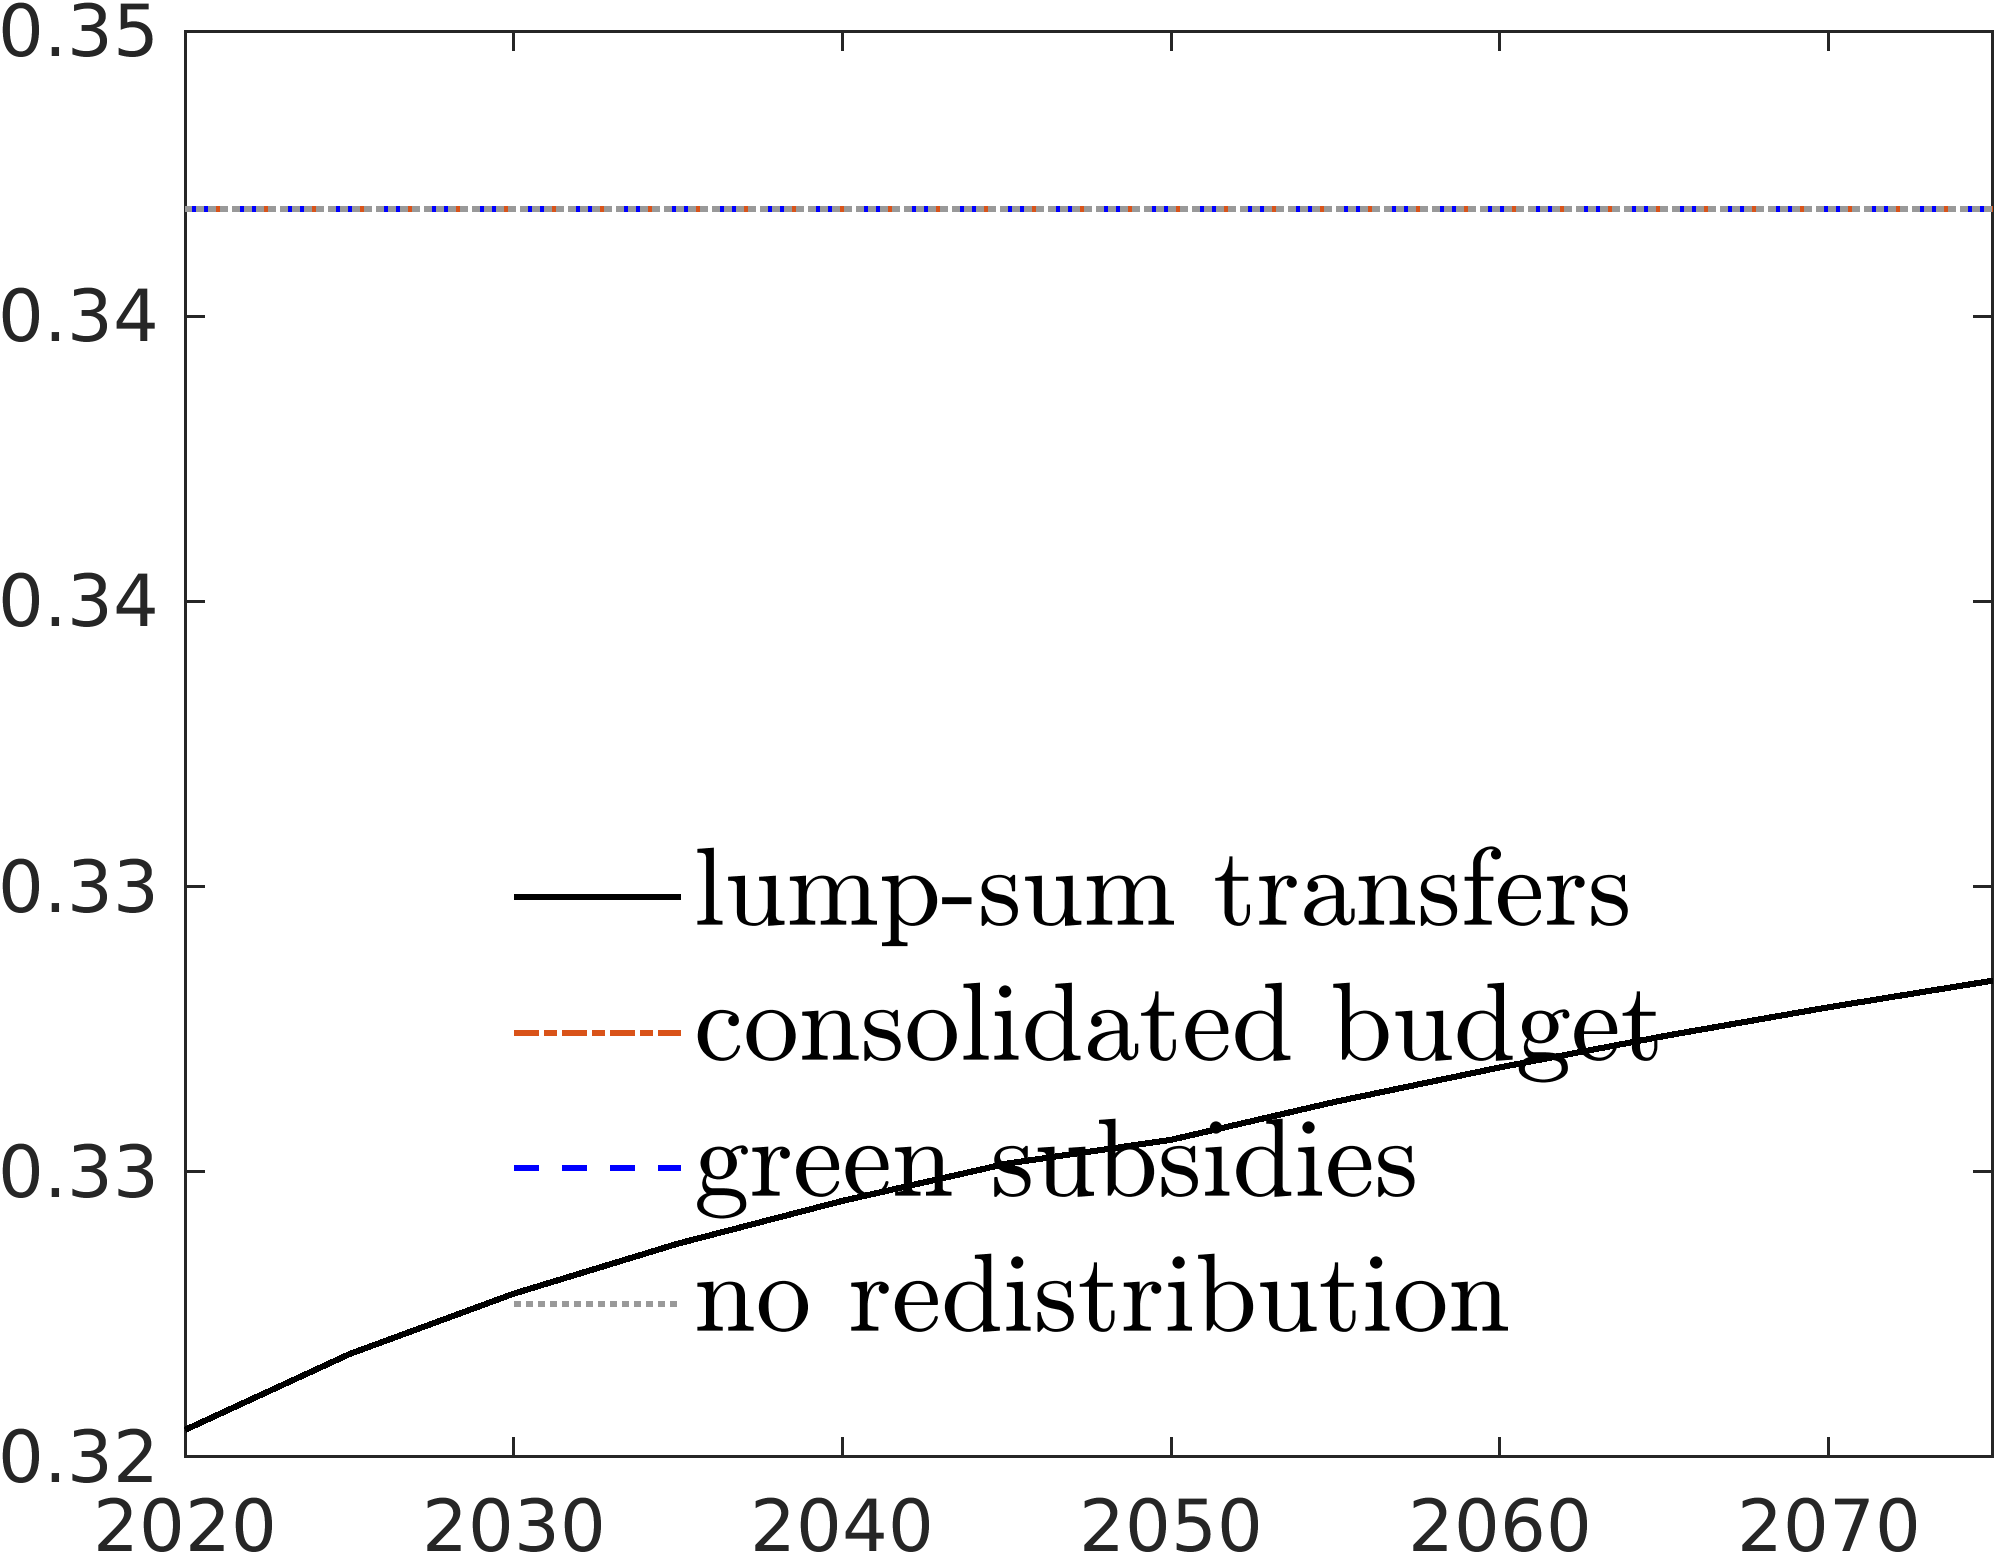 0.35
0.34
0.34
0.33
0.33
0.32
lump-sum transfers
consolidated budget
green subsidies
no redistribution
2020 2030 2040 2050 2060 2070